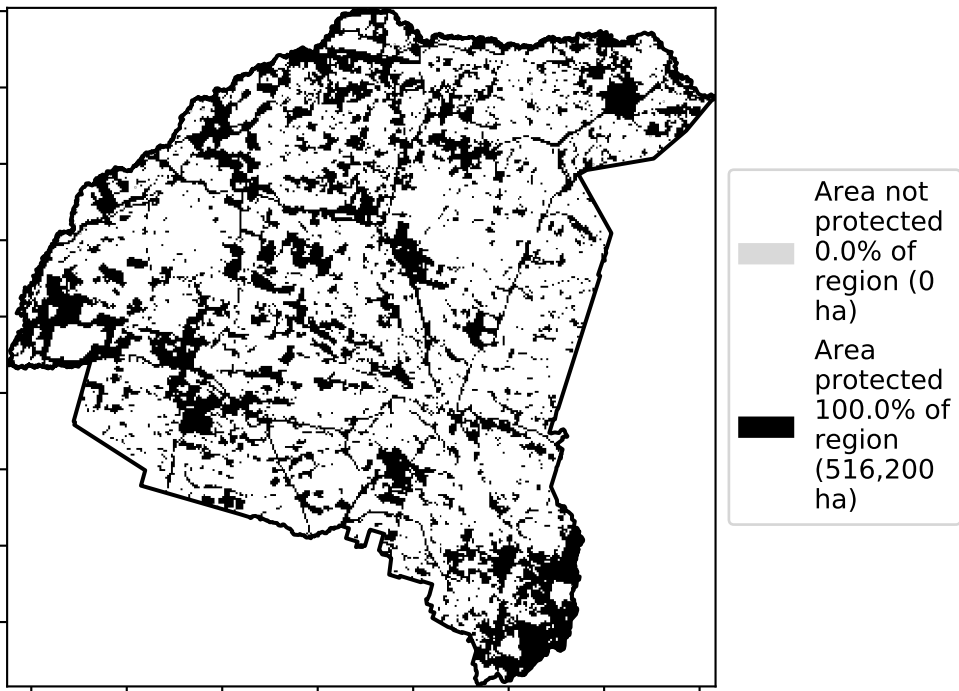 Area not
protected
0.0% of
region (0
ha)
Area
protected
100.0% of
region
(516,200
ha)